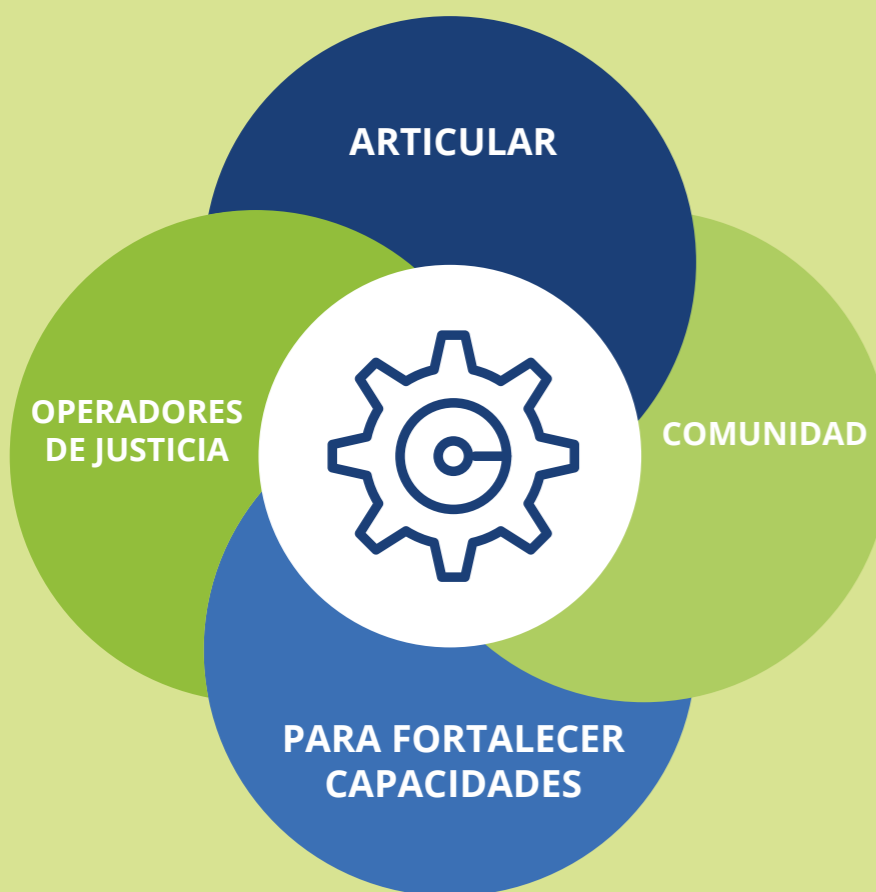 ARTICULAR
OPERADORES
DE JUSTICIA
COMUNIDAD
PARA FORTALECER
CAPACIDADES